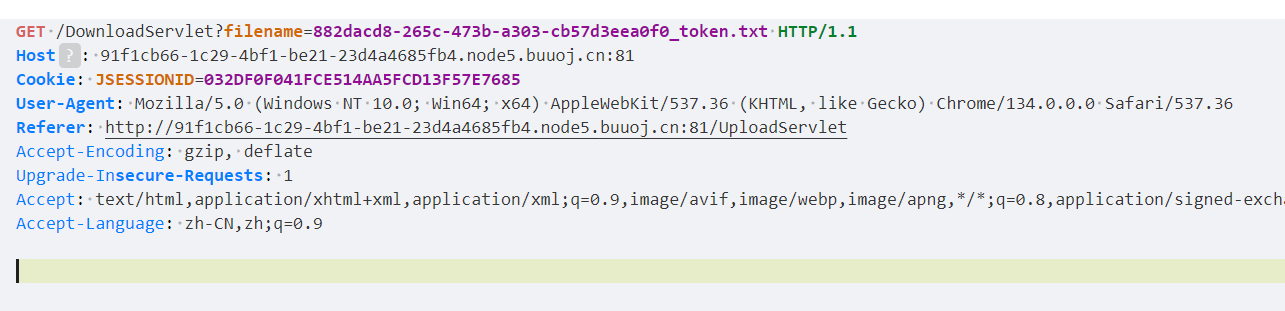 GET /DownloadServlet?filename=882dacd8-265c-473b-a303-cb57d3eea0f0_token.txt HTTP/1.1
Host ? : 91f1cb66-1c29-4bf1-be21-23d4a4685fb4.node5.buuoj.cn:81
Cookie: JSESSIONID=032DF0F041FCE514AA5FCD13F57E7685
User-Agent: Mozilla/5.0 (Windows NT 10.0; Win64; x64) AppleWebKit/537.36 (KHTML, like Gecko) Chrome/134.0.0.0 Safari/537.36
Referer: http://91f1cb66-1c29-4bf1-be21-23d4a4685fb4.node5.buuoj.cn:81/UploadServlet
Accept-Encoding: gzip, deflate
Upgrade-Insecure-Requests: 1
Accept: text/html,application/xhtml+xml,application/xml;q=0.9,image/avif,image/webp,image/apng,*/*;q=0.8,application/signed-excha
Accept-Language: zh-CN,zh;q=0.9